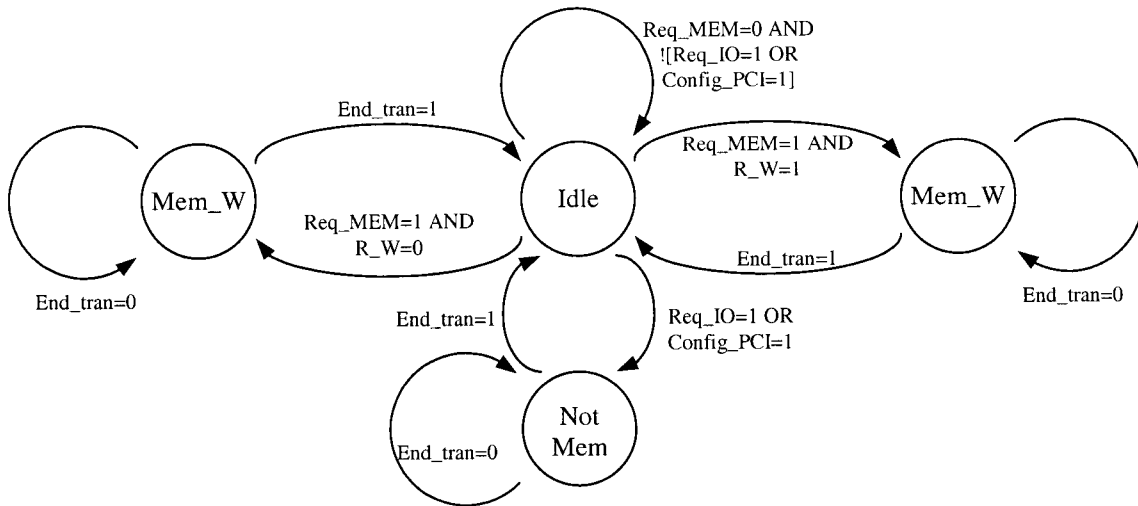 Req_MEM=0 AND
![Req_IO=1 OR
Config_PCI=1]
End_tran=1
Req_MEM=1 AND
R_W=1
Mem_W
Idle
Mem_W
Req_MEM=1 AND
R_W=0
End_tran=1
End_tran=0
End_tran=0
End_tran=1
Req_IO=1 OR
Config_PCI=1
Not
Mem
End_tran=0